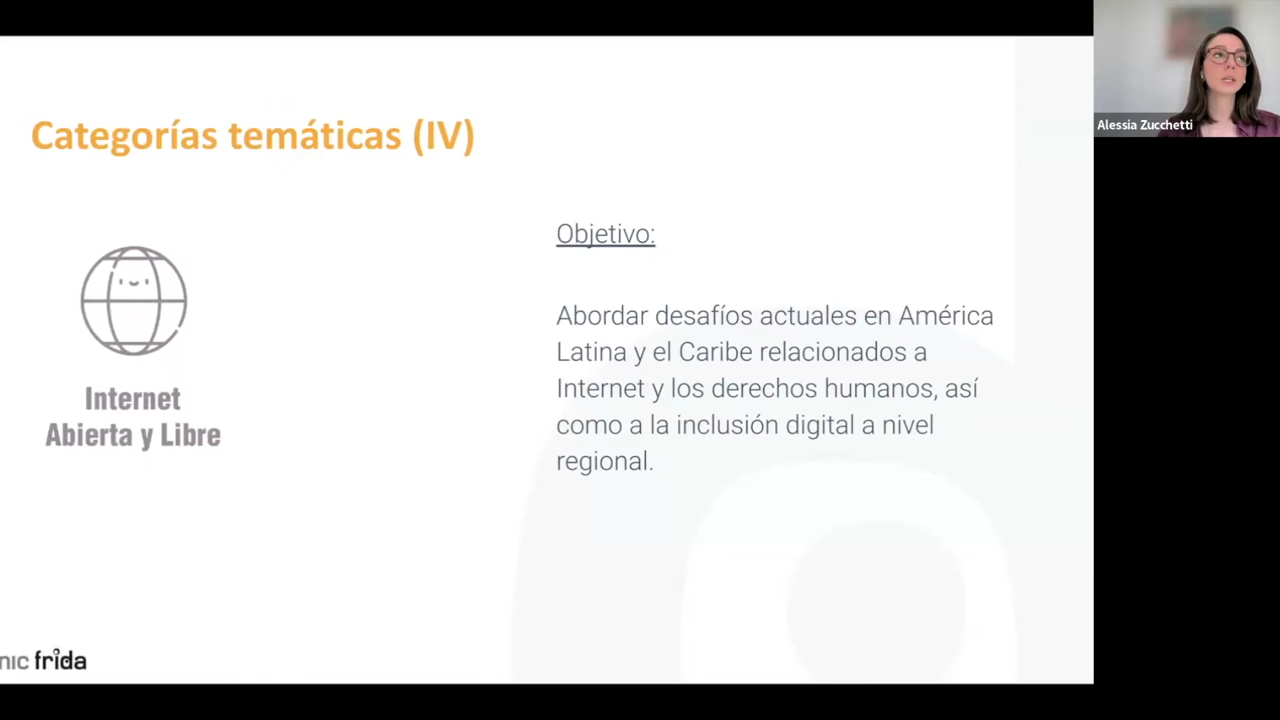 Categorías temáticas (IV)
Internet
Abierta y Libre
Objetivo:
Abordar desafíos actuales en América
Latina y el Caribe relacionados a
Internet y los derechos humanos, así
como a la inclusión digital a nivel
regional.
nic frida
Alessia Zucchetti